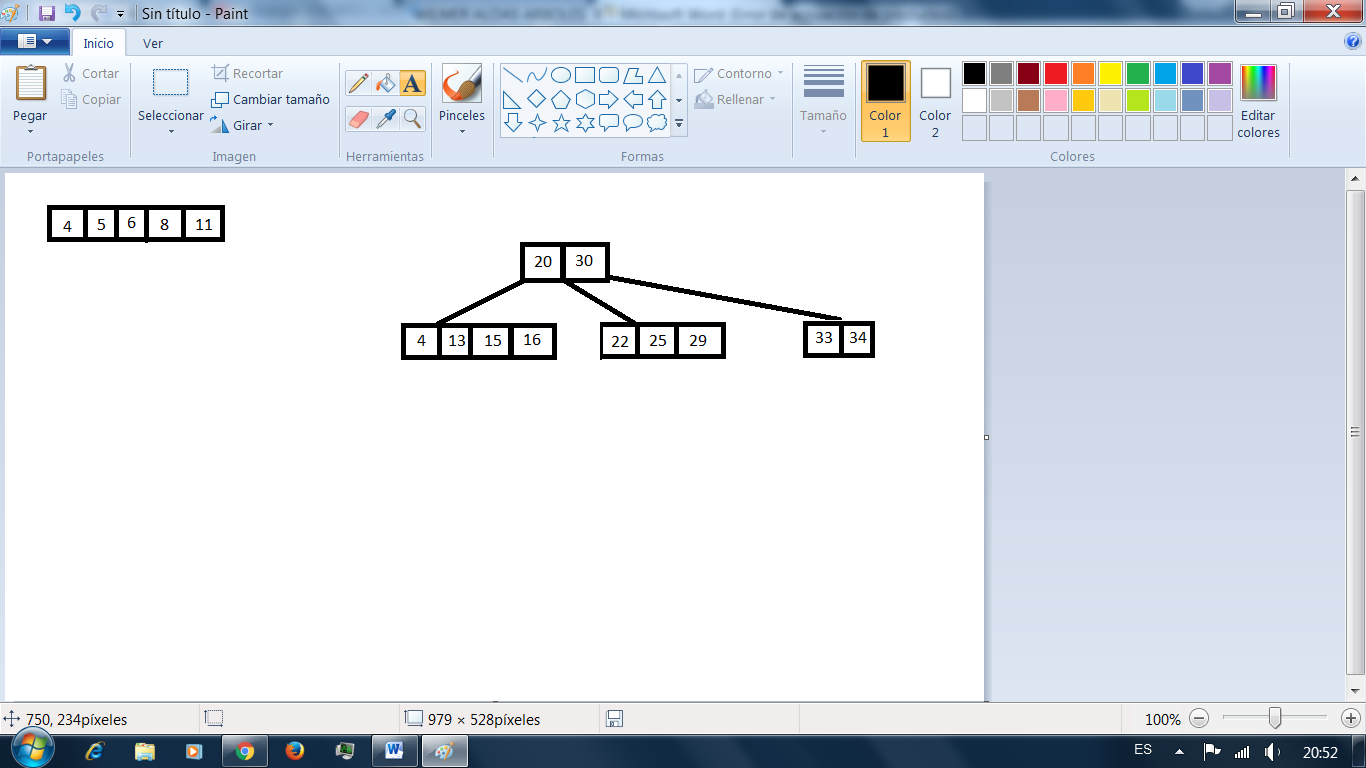 Sin título - Paint
Inicio Ver
Pegar
Cortar
Copiar
Portapapeles
Seleccionar
Recortar
Cambiar tamaño
Girar
Imagen
A
Herramientas
Pinceles
Contorno
Rellenar
Formas
Tamaño
Color 1
Color 2
Editar colores
Colores
4 5 6 8 11
20 30
4 13 15 16 22 25 29 33 34
750, 234píxeles 979 × 528píxeles 100%
ES 20:52